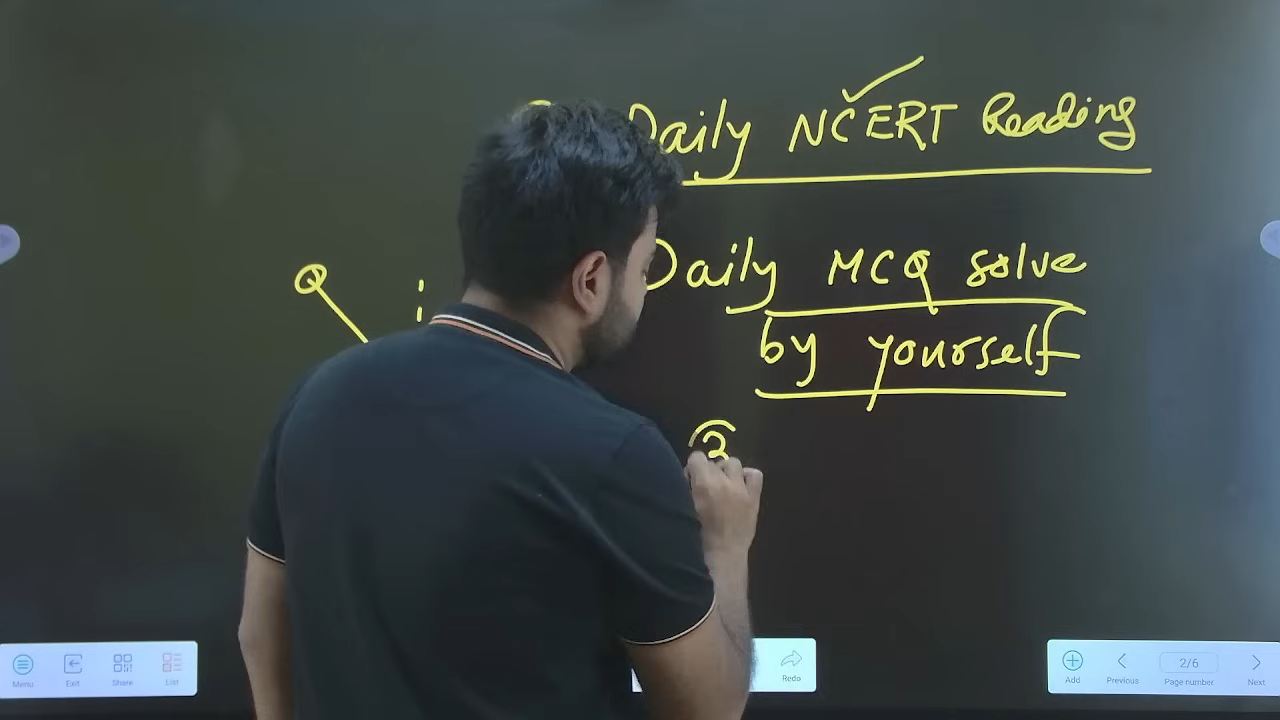 Daily NCERT Reading
Daily MCQ solve
Q i
by yourself
3
Menu Exit Share List Redo Add Previous 2/6 Page number Next